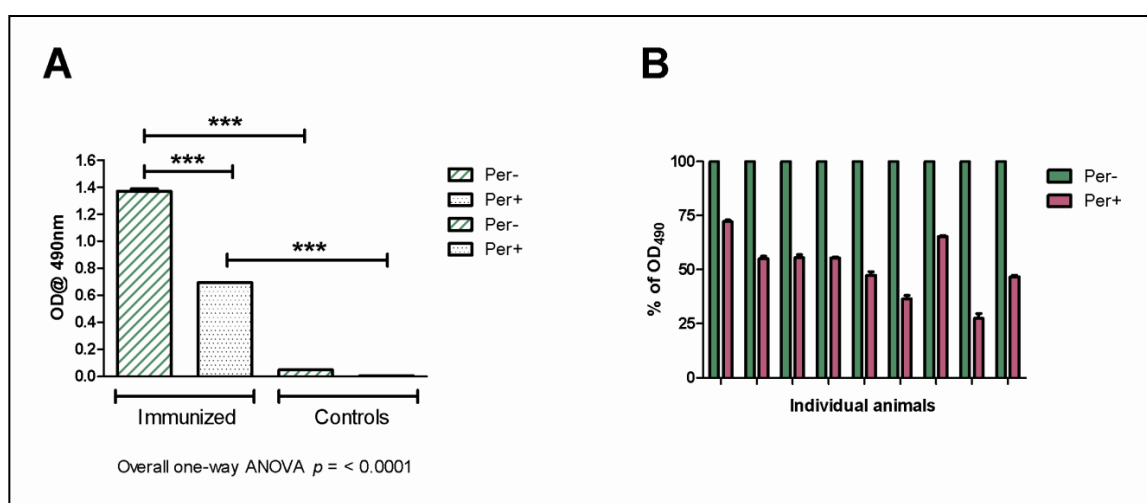 A
B
***
***
***
1.6
1.4
1.2
1.0
0.8
0.6
0.4
0.2
0.0
OD@ 490nm
Per-
Per+
Per-
Per+
Immunized
Controls
Overall one-way ANOVA p = < 0.0001
100
75
50
25
0
% of OD490
Per-
Per+
Individual animals